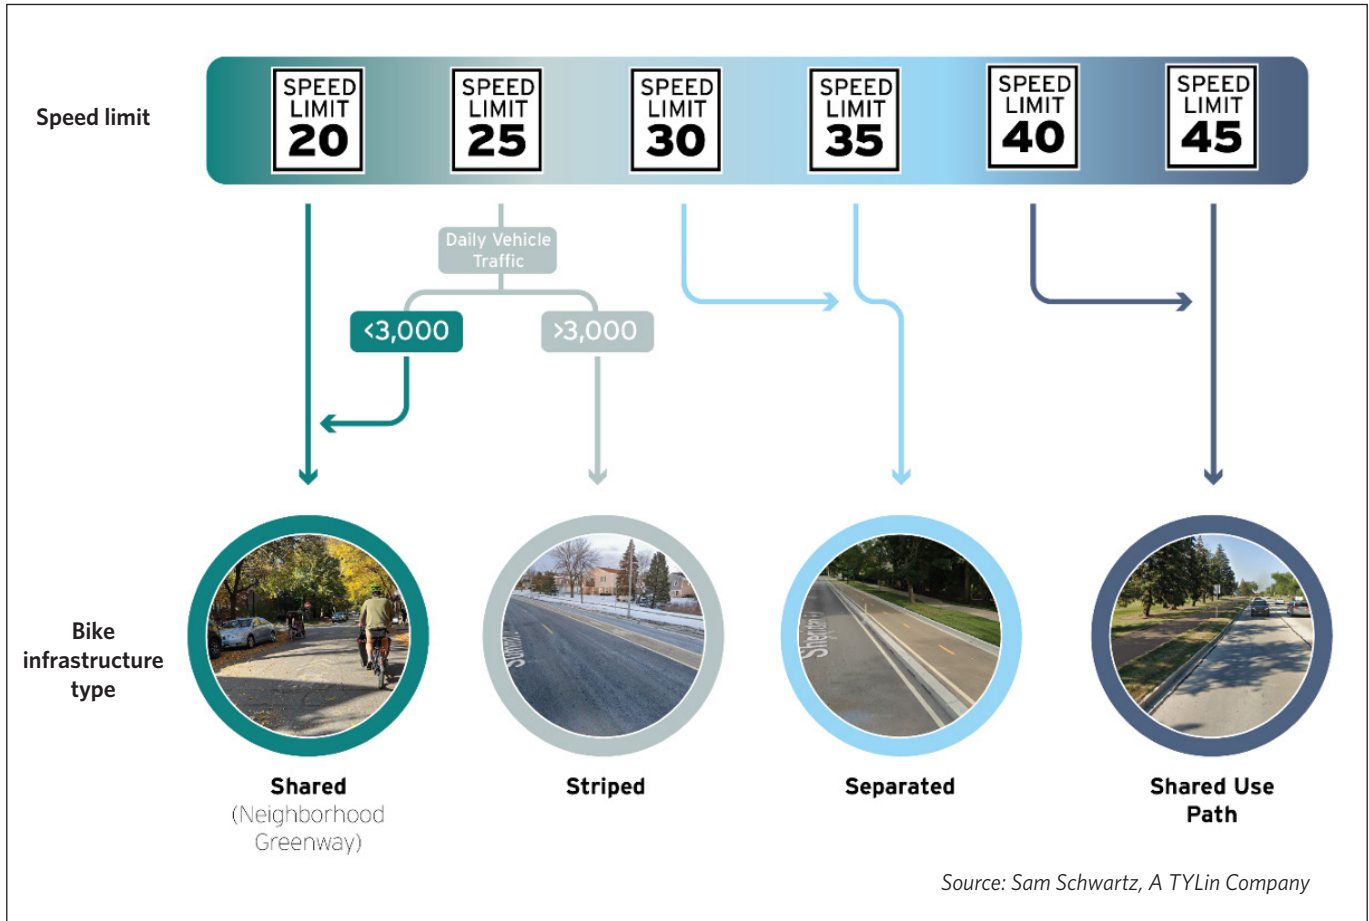 Speed limit
SPEED
LIMIT
20
SPEED
LIMIT
25
SPEED
LIMIT
30
SPEED
LIMIT
35
SPEED
LIMIT
40
SPEED
LIMIT
45
Daily Vehicle
Traffic
<3,000
>3,000
Bike
infrastructure
type
Shared
(Neighborhood
Greenway)
Striped
Separated
Shared Use
Path
Source: Sam Schwartz, A TYLin Company